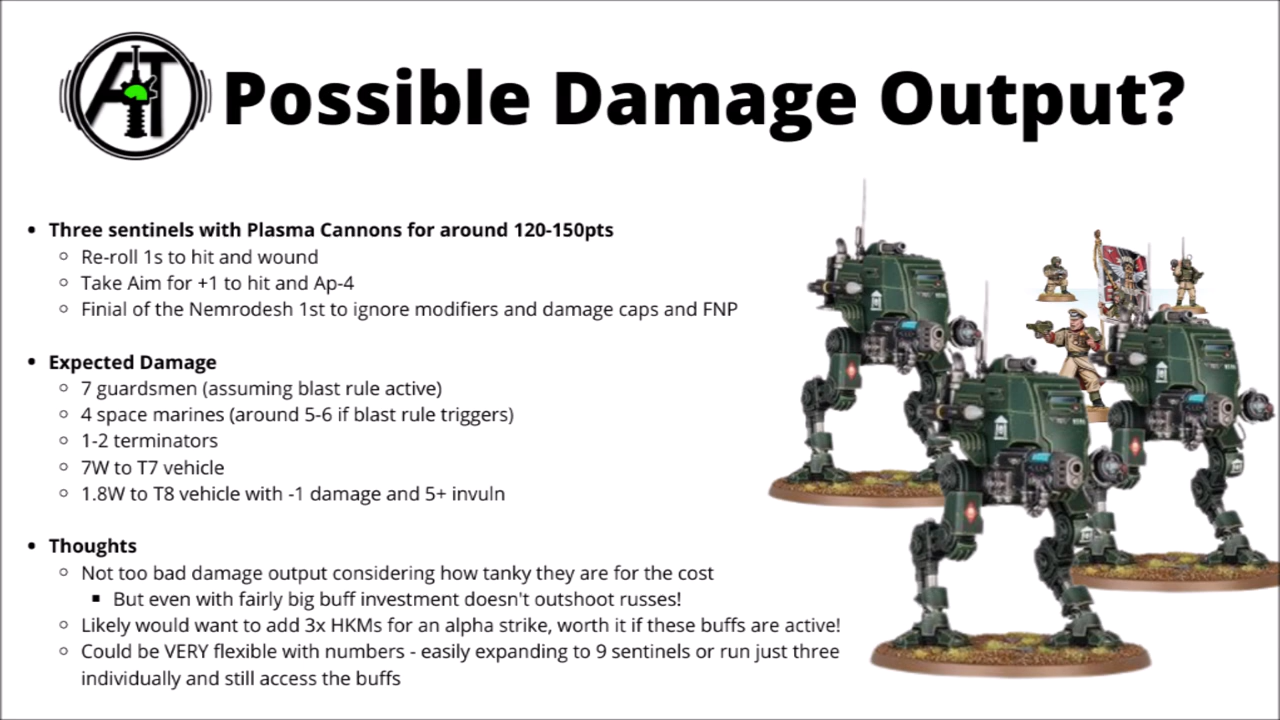 AT
Possible Damage Output?
• Three sentinels with Plasma Cannons for around 120-150pts
○ Re-roll 1s to hit and wound
○ Take Aim for +1 to hit and Ap-4
○ Finial of the Nemrodesh 1st to ignore modifiers and damage caps and FNP
• Expected Damage
○ 7 guardsmen (assuming blast rule active)
○ 4 space marines (around 5-6 if blast rule triggers)
○ 1-2 terminators
○ 7W to T7 vehicle
○ 1.8W to T8 vehicle with -1 damage and 5+ invuln
• Thoughts
○ Not too bad damage output considering how tanky they are for the cost
▪ But even with fairly big buff investment doesn't outshoot russes!
○ Likely would want to add 3x HKMs for an alpha strike, worth it if these buffs are active!
○ Could be VERY flexible with numbers - easily expanding to 9 sentinels or run just three
individually and still access the buffs